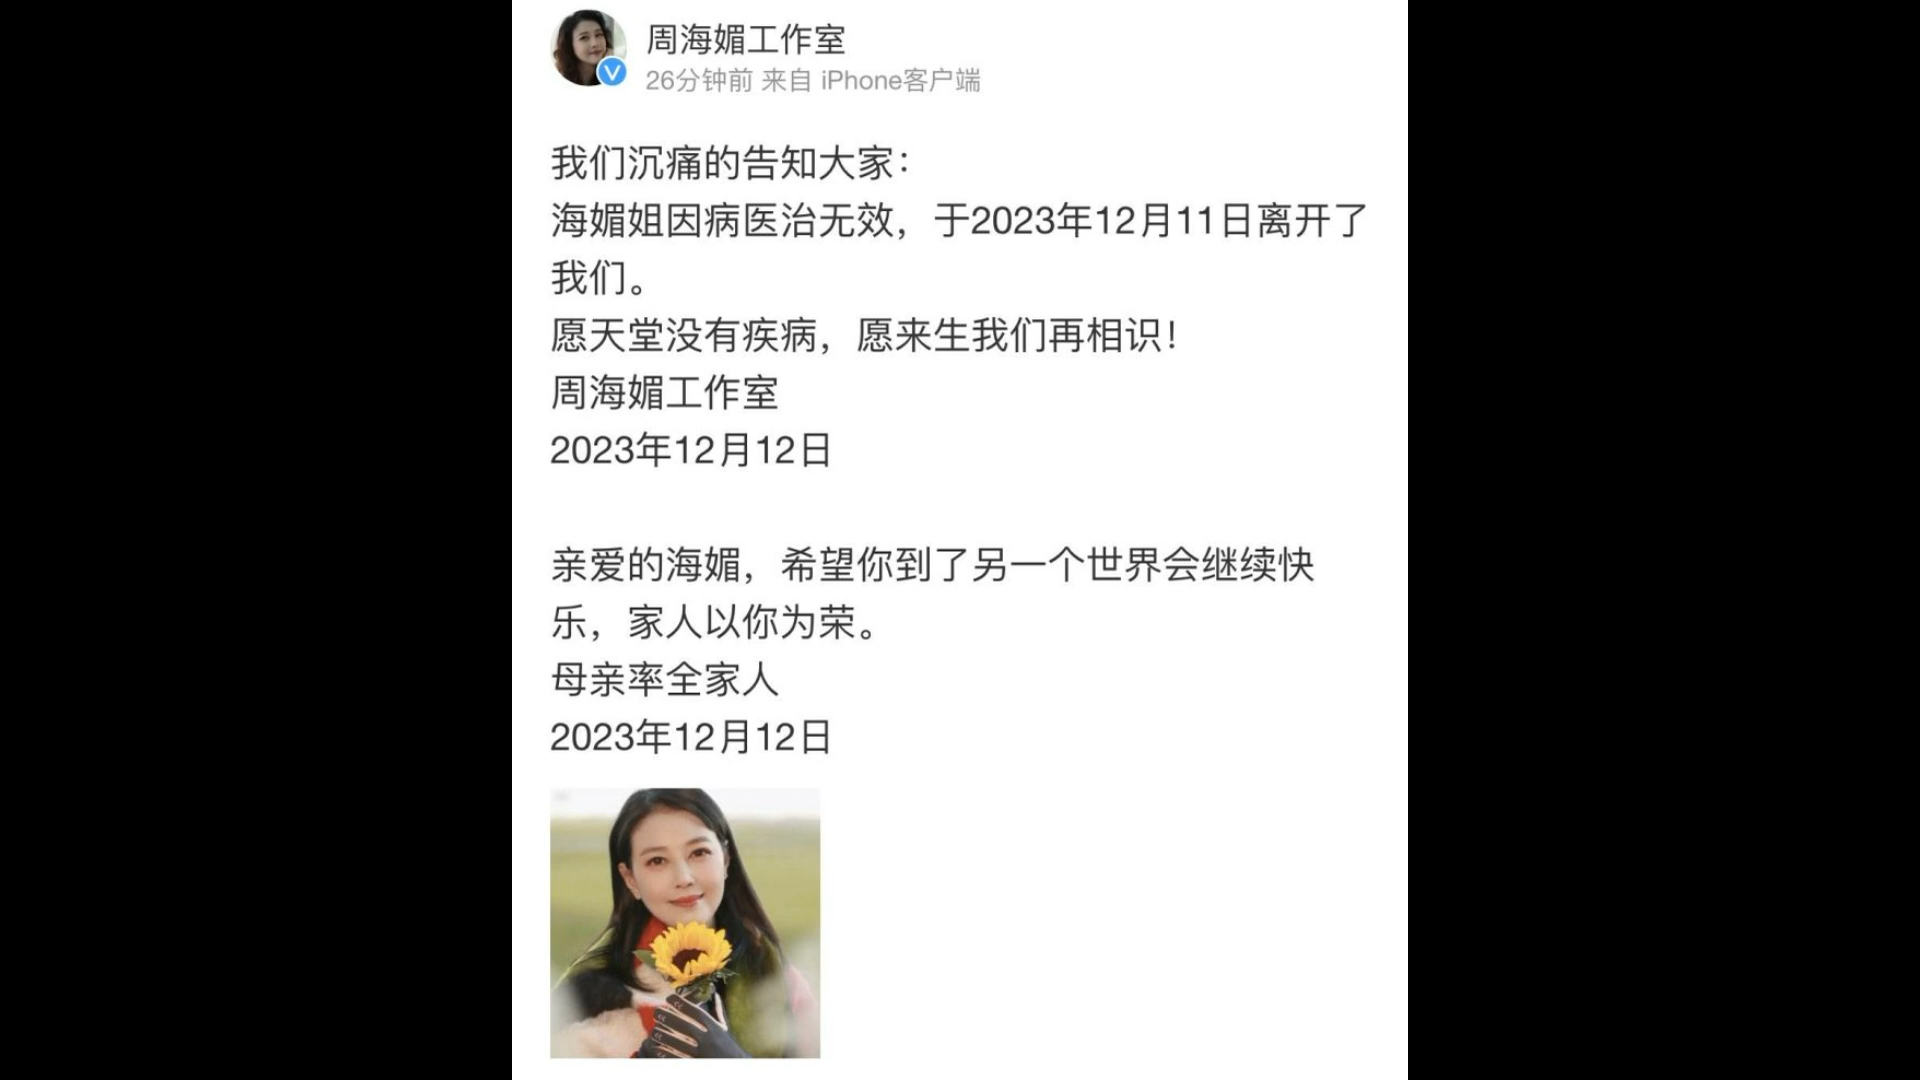 周海媚工作室
26分钟前 来自 iPhone客户端
我们沉痛的告知大家：
海媚姐因病医治无效，于2023年12月11日离开了
我们。
愿天堂没有疾病，愿来生我们再相识！
周海媚工作室
2023年12月12日
亲爱的海媚，希望你到了另一个世界会继续快
乐，家人以你为荣。
母亲率全家人
2023年12月12日